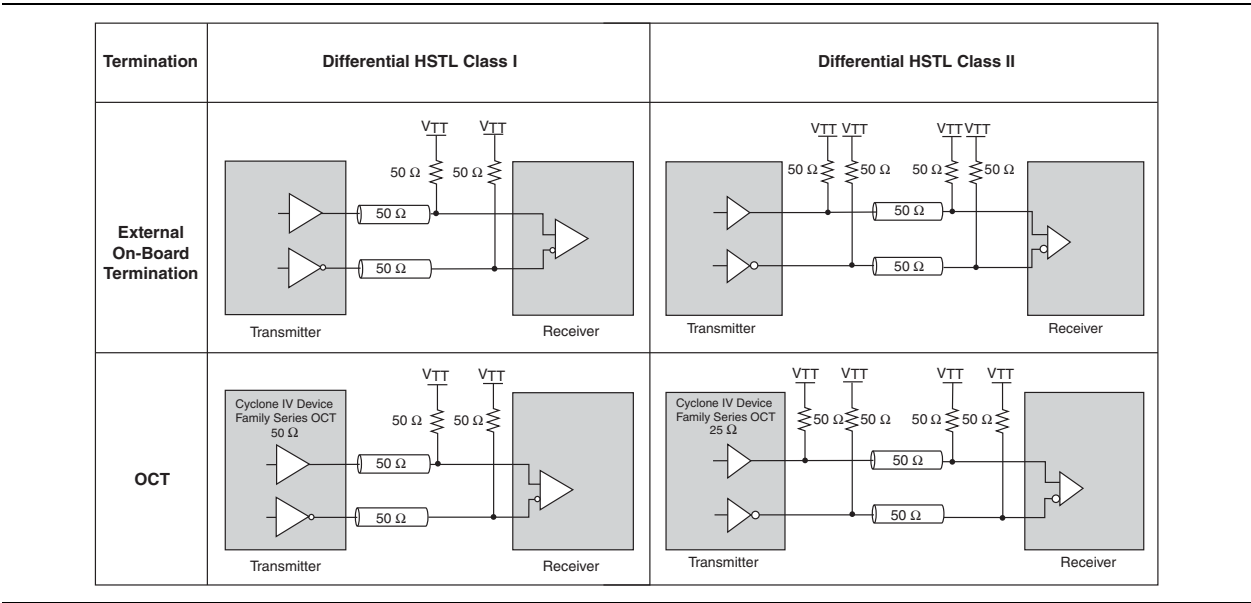 Termination
Differential HSTL Class I
Differential HSTL Class II
External
On-Board
Termination
VTT VTT
50 Ω 50 Ω
50 Ω
50 Ω
Transmitter
Receiver
VTT VTT VTT VTT
50 Ω 50 Ω 50 Ω 50 Ω
50 Ω
50 Ω
Transmitter
Receiver
OCT
Cyclone IV Device
Family Series OCT
50 Ω
VTT VTT
50 Ω 50 Ω
50 Ω
50 Ω
Transmitter
Receiver
Cyclone IV Device
Family Series OCT
25 Ω
VTT VTT VTT VTT
50 Ω 50 Ω 50 Ω 50 Ω
50 Ω
50 Ω
Transmitter
Receiver